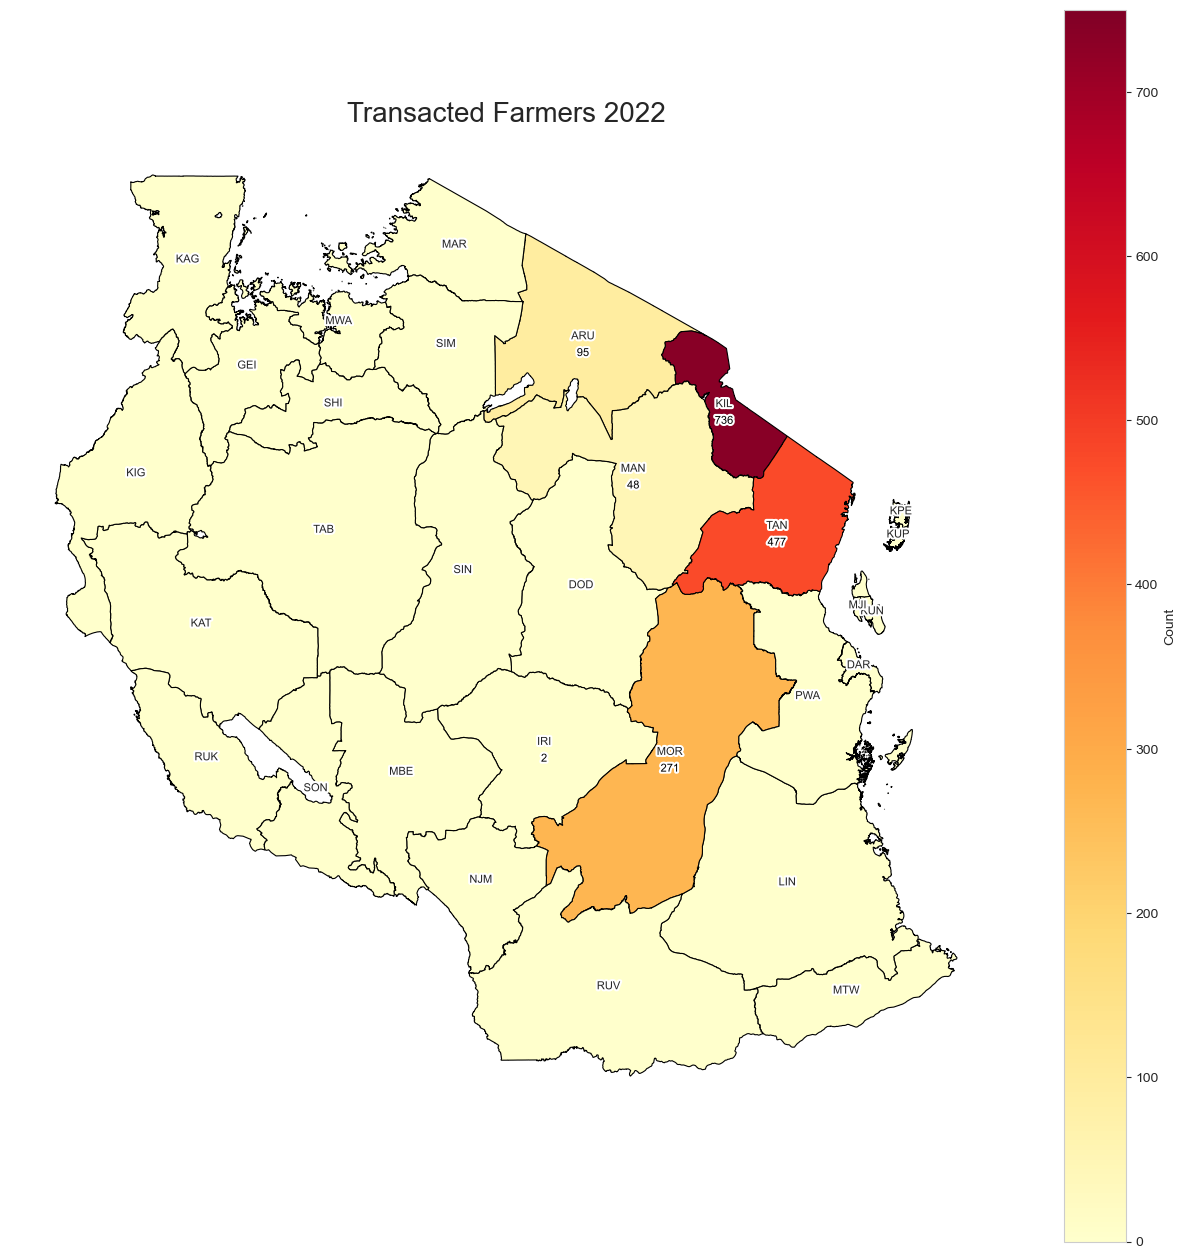 Transacted Farmers 2022
KAG
MAR
MWA
ARU
95
SIM
GEI
SHI
KIL
736
KIG
MAN
48
TAB
TAN
477
KPE
KUP
SIN
DOD
MJI
KUN
KAT
DAR
PWA
IRI
2
MOR
271
RUK
MBE
SON
NJM
LIN
RUV
MTW
700
600
500
400
300
200
100
0
Count